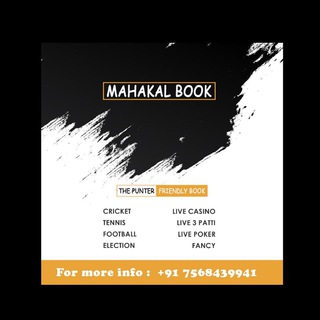 MAHAKAL BOOK
THE PUNTER FRIENDLY BOOK
CRICKET LIVE CASINO
TENNIS LIVE 3 PATTI
FOOTBALL LIVE POKER
ELECTION FANCY
For more info : +91 7568439941